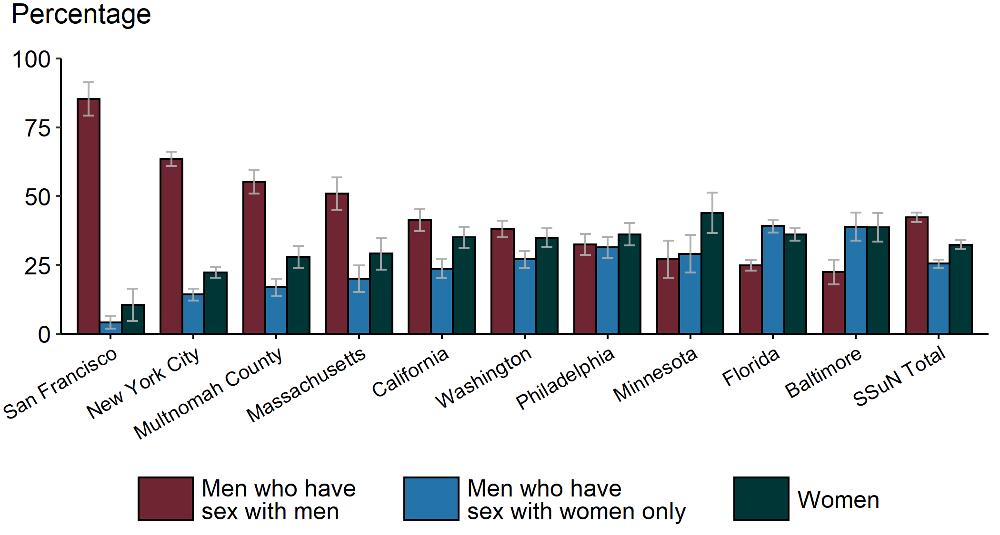 Percentage
100
75
50
25
0
San Francisco
New York City
Multnomah County
Massachusetts
California
Washington
Philadelphia
Minnesota
Florida
Baltimore
SSuN Total
Men who have
sex with men
Men who have
sex with women only
Women